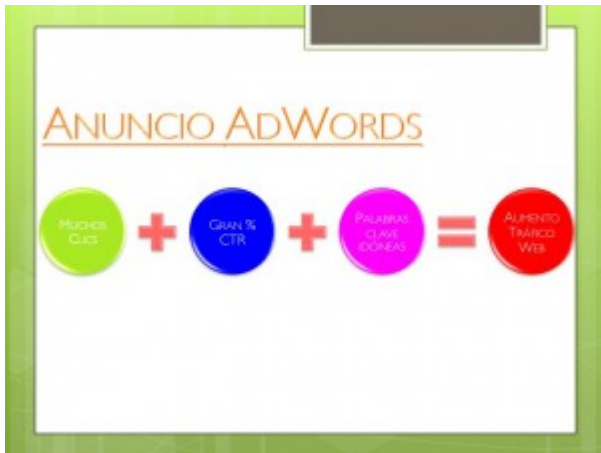 ANUNCIO ADWORDS
MUCHOS
CLICS
GRAN %
CTR
PALABRAS
CLAVE
IDÓNEAS
AUMENTO
TRÁFICO
WEB